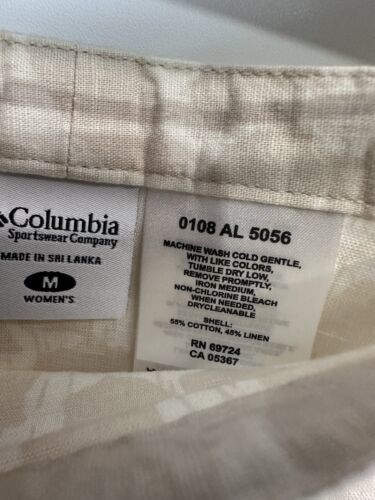 Columbia
Sportswear Company
MADE IN SRI LANKA
M
WOMEN'S
0108 AL 5056
MACHINE WASH COLD GENTLE,
WITH LIKE COLORS,
TUMBLE DRY LOW,
REMOVE PROMPTLY,
IRON MEDIUM,
NON-CHLORINE BLEACH
WHEN NEEDED,
DRYCLEANABLE
SHELL:
55% COTTON, 45% LINEN
RN 69724
CA 05367